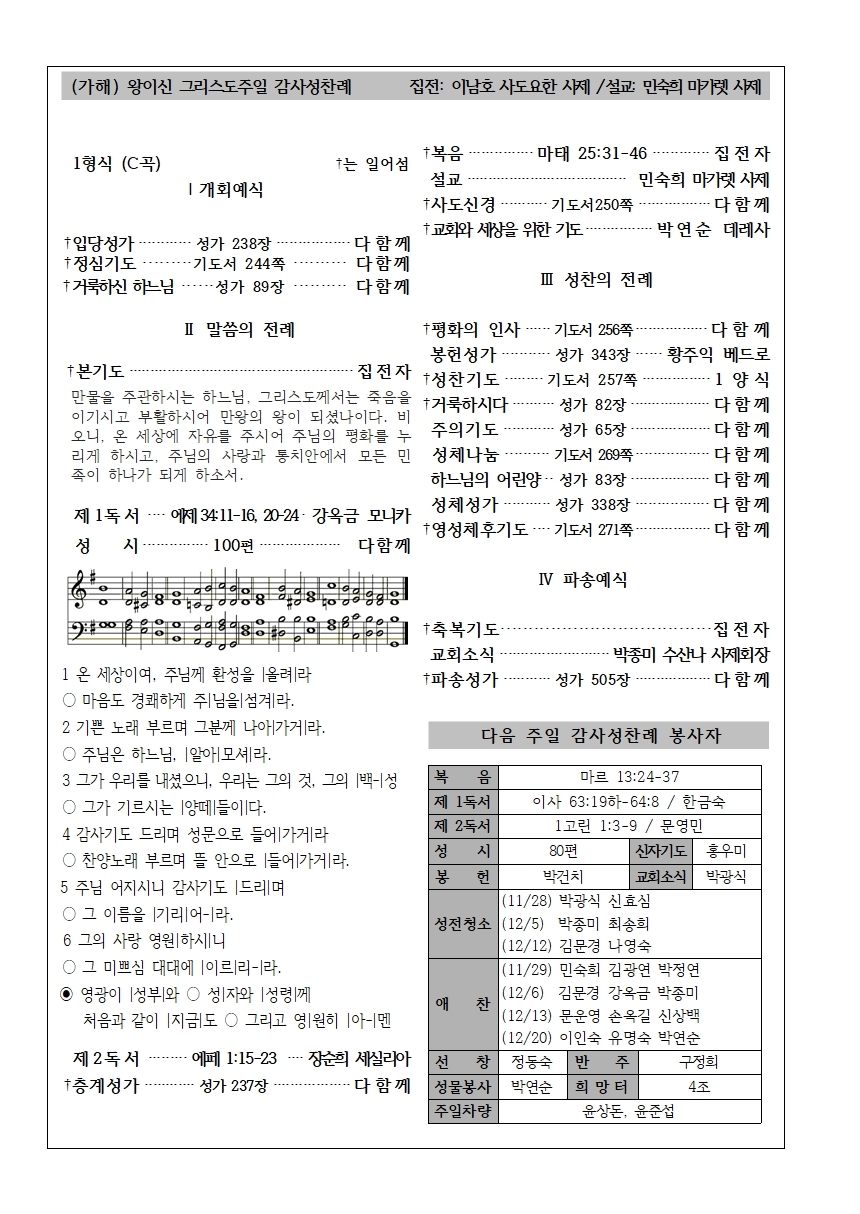 (가해) 왕이신 그리스도주일 감사성찬례 집전: 이남호 사도요한 사제 /설교: 민숙희 마가렛 사제
1형식 (C곡) †는 일어섬
Ⅰ개회예식
†입당성가 ············ 성가 238장 ·················· 다 함 께
†정심기도 ·········기도서 244쪽 ·········· 다 함 께
†거룩하신 하느님 ······성가 89장 ·········· 다 함 께
Ⅱ 말씀의 전례
†본기도 ···················································· 집 전 자
만물을 주관하시는 하느님, 그리스도께서는 죽음을
이기시고 부활하시어 만왕의 왕이 되셨나이다. 비
오니, 온 세상에 자유를 주시어 주님의 평화를 누
리게 하시고, 주님의 사랑과 통치안에서 모든 민
족이 하나가 되게 하소서.
제 1독 서 ···· 에제 34:11-16, 20-24· 강옥금 모니카
성 시 ··············· 100편 ··················· 다함께
1 온 세상이여, 주님께 환성을 |올려|라
○ 마음도 경쾌하게 주|님을|섬겨|라.
2 기쁜 노래 부르며 그분께 나아|가게|라.
○ 주님은 하느님, |알아|모셔|라.
3 그가 우리를 내셨으니, 우리는 그의 것, 그의 |백-|성
○ 그가 기르시는 |양떼|들이|다.
4 감사기도 드리며 성문으로 들어|가게|라
○ 찬양노래 부르며 뜰 안으로 |들어|가게|라.
5 주님 어지시니 감사기도 |드리|며
○ 그 이름을 |기리|어-|라.
6 그의 사랑 영원|하시|니
○ 그 미쁘심 대대에 |이르|리-|라.
◉ 영광이 |성부|와 ○ 성|자와 |성령|께
처음과 같이 |지금|도 ○ 그리고 영|원히 |아-|멘
제 2독 서 ········· 에페 1:15-23 ···· 장순희 세실리아
†층계성가 ············ 성가 237장 ·················· 다 함 께
†복음 ··············· 마태 25:31-46 ············· 집 전 자
설교 ····································· 민숙희 마가렛 사제
†사도신경 ··········· 기도서250쪽 ··················· 다 함 께
†교회와 세상을 위한 기도 ················ 박 연 순 데레사
Ⅲ 성찬의 전례
†평화의 인사 ······ 기도서 256쪽 ················· 다 함 께
봉헌성가 ··········· 성가 343장 ······ 황주익 베드로
†성찬기도 ········· 기도서 257쪽 ················ 1 양 식
†거룩하시다 ··········· 성가 82장 ··················· 다 함 께
주의기도 ············ 성가 65장 ··················· 다 함 께
성체나눔 ··········· 기도서 269쪽 ·················· 다 함 께
하느님의 어린양 ·· 성가 83장 ··················· 다 함 께
성체성가 ············ 성가 338장 ·················· 다 함 께
†영성체후기도 ···· 기도서 271쪽 ·················· 다 함 께
Ⅳ 파송예식
†축복기도 ·································· 집 전 자
교회소식 ·························· 박종미 수산나 사제회장
†파송성가 ············ 성가 505장 ·················· 다 함 께
다음 주일 감사성찬례 봉사자
복 음 마르 13:24-37
제 1독서 이사 63:19하-64:8 / 한금숙
제 2독서 1고린 1:3-9 / 문영민
성 시 80편 신자기도 홍우미
봉 헌 박건치 교회소식 박광식
성전청소 (11/28) 박광식 신효심
(12/5) 박종미 최송희
(12/12) 김문경 나영숙
애 찬 (11/29) 민숙희 김광연 박정연
(12/6) 김문경 강옥금 박종미
(12/13) 문운영 손옥길 신상백
(12/20) 이인숙 유명숙 박연순
선 창 정동숙 반 주 구정희
성물봉사 박연순 희 망 터 4조
주일차량 윤상돈, 윤준섭